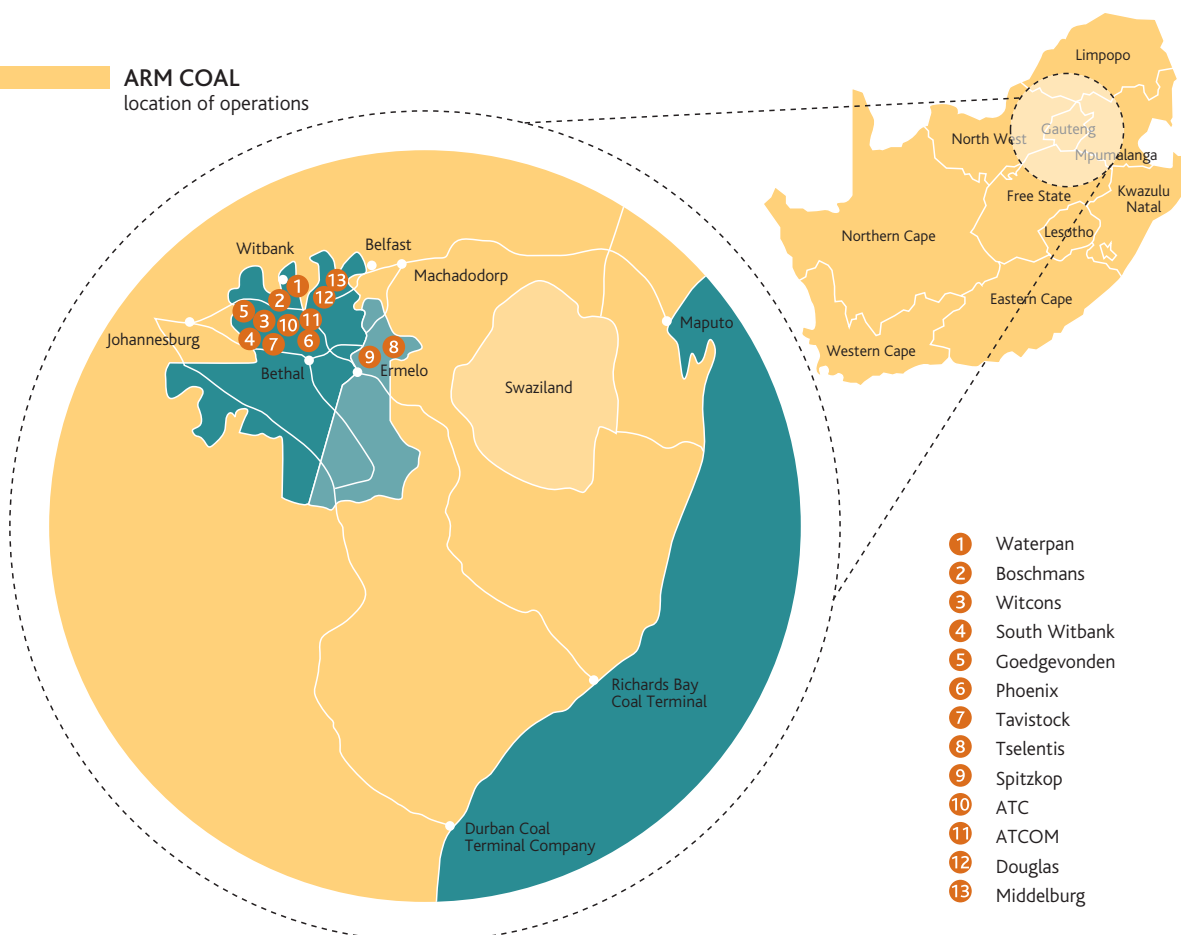 ARM COAL
location of operations
Limpopo
North West
Gauteng
Mpumalanga
Free State
Kwazulu
Natal
Lesotho
Northern Cape
Eastern Cape
Western Cape
Witbank
Belfast
Machadodorp
Johannesburg
Bethal
Ermelo
Swaziland
Maputo
1
2
3
4
5
6
7
8
9
10
11
12
13
Richards Bay
Coal Terminal
Durban Coal
Terminal Company
1 Waterpan
2 Boschmans
3 Witcons
4 South Witbank
5 Goedgevonden
6 Phoenix
7 Tavistock
8 Tselentis
9 Spitzkop
10 ATC
11 ATCOM
12 Douglas
13 Middelburg